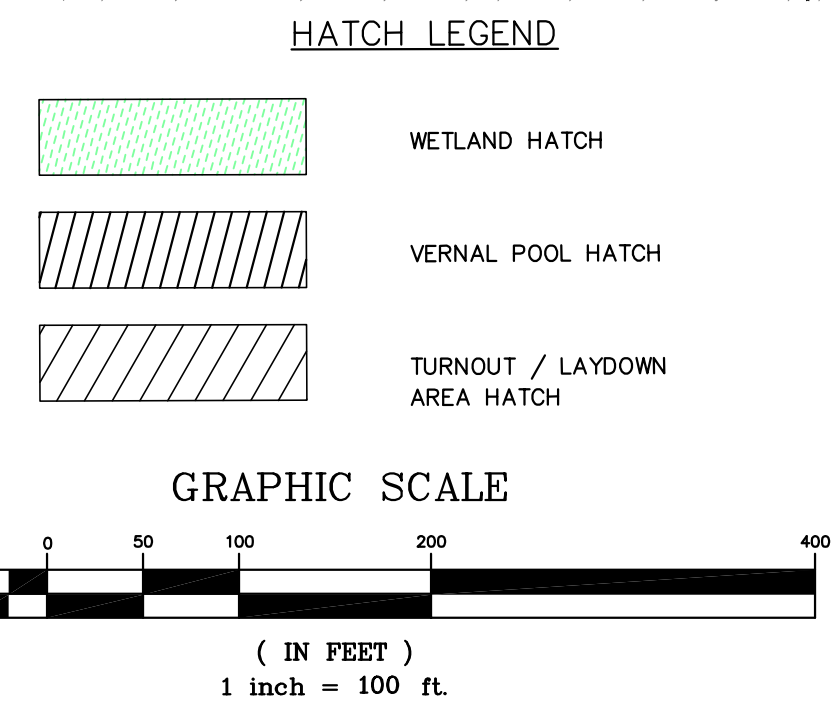 HATCH LEGEND
WETLAND HATCH
VERNAL POOL HATCH
TURNOUT / LAYDOWN
AREA HATCH
GRAPHIC SCALE
0 50 100 200 400
( IN FEET )
1 inch = 100 ft.